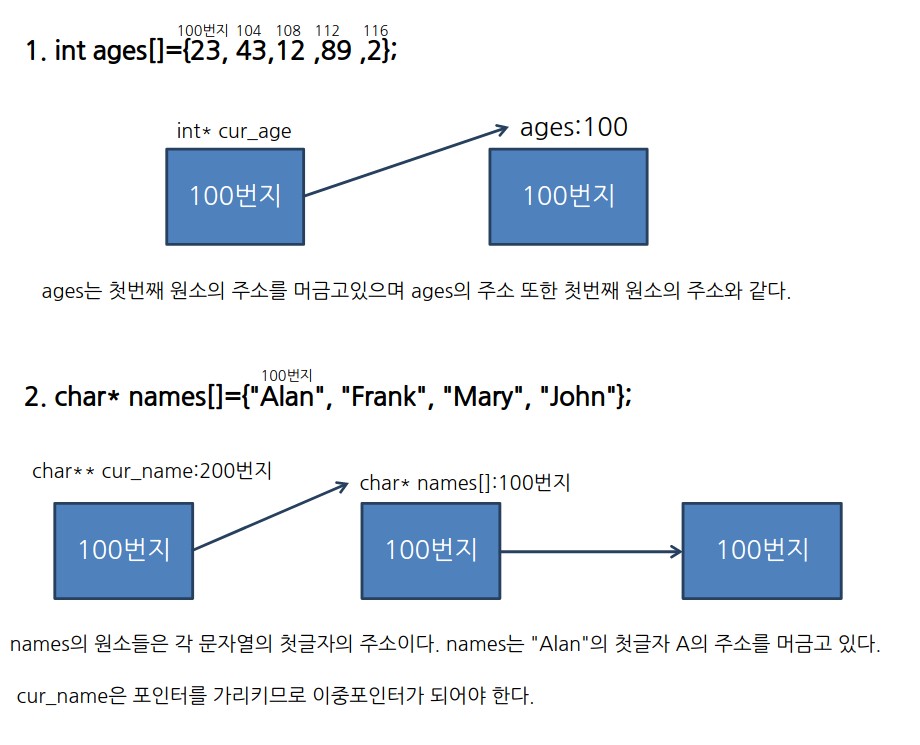 100번지 104 108 112 116
1. int ages[]={23, 43,12 ,89 ,2};
int* cur_age
ages:100
100번지
100번지
ages는 첫번째 원소의 주소를 머금고있으며 ages의 주소 또한 첫번째 원소의 주소와 같다.
100번지
2. char* names[]={"Alan", "Frank", "Mary", "John"};
char** cur_name:200번지
char* names[]:100번지
100번지
100번지
100번지
names의 원소들은 각 문자열의 첫글자의 주소이다. names는 "Alan"의 첫글자 A의 주소를 머금고 있다.
cur_name은 포인터를 가리키므로 이중포인터가 되어야 한다.